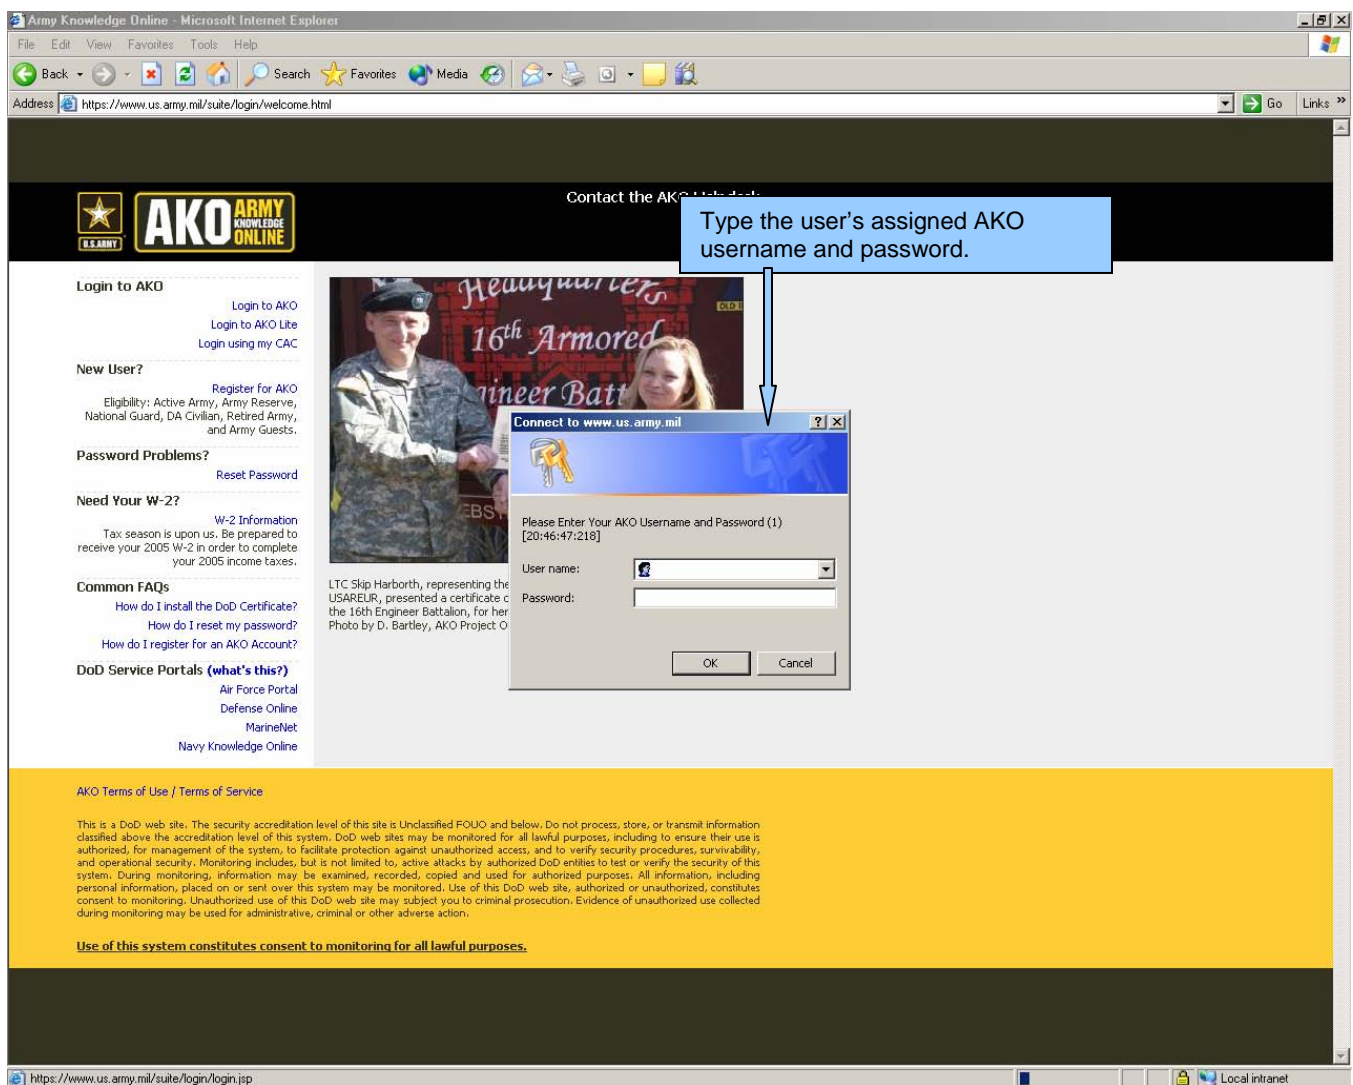 Army Knowledge Online - Microsoft Internet Explorer
File Edit View Favorites Tools Help
Back Search Favorites Media
Address https://www.us.army.mil/suite/login/welcome.html Go Links »
Contact the AKO Helpdesk
U.S.ARMY
AKO ARMY KNOWLEDGE ONLINE
Type the user's assigned AKO
username and password.
Login to AKO
Login to AKO
Login to AKO Lite
Login using my CAC
New User?
Register for AKO
Eligibility: Active Army, Army Reserve,
National Guard, DA Civilian, Retired Army,
and Army Guests.
Password Problems?
Reset Password
Need Your W-2?
W-2 Information
Tax season is upon us. Be prepared to
receive your 2005 W-2 in order to complete
your 2005 income taxes.
Common FAQs
How do I install the DoD Certificate?
How do I reset my password?
How do I register for an AKO Account?
DoD Service Portals (what's this?)
Air Force Portal
Defense Online
MarineNet
Navy Knowledge Online
Headquarters
16th Armored
gineer Batt
LTC Skip Harborth, representing the
USAREUR, presented a certificate
the 16th Engineer Battalion, for her
Photo by D. Bartley, AKO Project
Connect to www.us.army.mil
Please Enter Your AKO Username and Password (1)
[20:46:47:218]
User name:
Password:
OK Cancel
AKO Terms of Use / Terms of Service
This is a DoD web site. The security accreditation level of this site is Unclassified FOUO and below. Do not process, store, or transmit information
classified above the accreditation level of this system. DoD web sites may be monitored for all lawful purposes, including to ensure their use is
authorized, for management of the system, to facilitate protection against unauthorized access, and to verify security procedures, survivability,
and operational security. Monitoring includes, but is not limited to, active attacks by authorized DoD entities to test or verify the security of this
system. During monitoring, information may be examined, recorded, copied and used for authorized purposes. All information, including
personal information, placed on or sent over this system may be monitored. Use of this DoD web site, authorized or unauthorized, constitutes
consent to monitoring. Unauthorized use of this DoD web site may subject you to criminal prosecution. Evidence of unauthorized use collected
during monitoring may be used for administrative, criminal or other adverse action.
Use of this system constitutes consent to monitoring for all lawful purposes.
https://www.us.army.mil/suite/login/login.jsp Local intranet